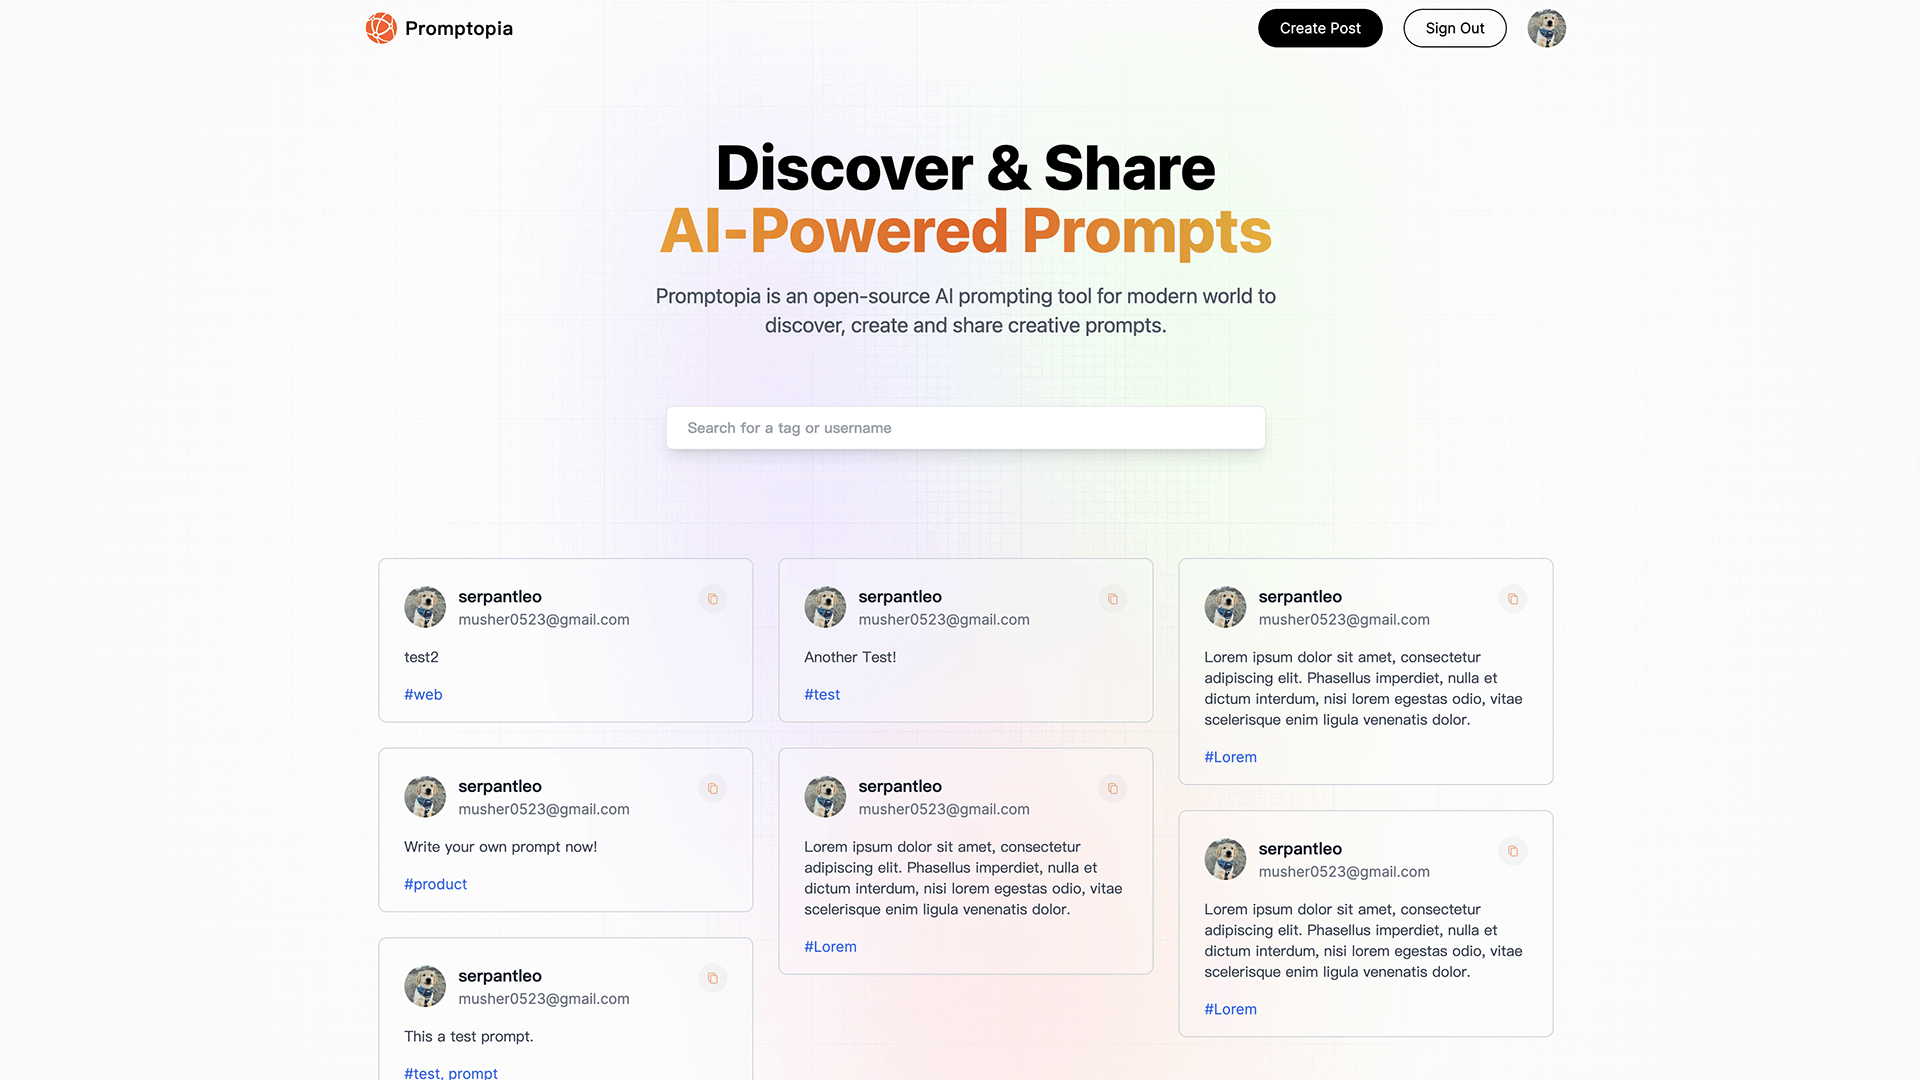 Promptopia
Create Post
Sign Out
Discover & Share
AI-Powered Prompts
Promptopia is an open-source AI prompting tool for modern world to
discover, create and share creative prompts.
Search for a tag or username
serpantleo
musher0523@gmail.com
test2
#web
serpantleo
musher0523@gmail.com
Write your own prompt now!
#product
serpantleo
musher0523@gmail.com
This a test prompt.
#test, prompt
serpantleo
musher0523@gmail.com
Another Test!
#test
serpantleo
musher0523@gmail.com
Lorem ipsum dolor sit amet, consectetur
adipiscing elit. Phasellus imperdiet, nulla et
dictum interdum, nisi lorem egestas odio, vitae
scelerisque enim ligula venenatis dolor.
#Lorem
serpantleo
musher0523@gmail.com
Lorem ipsum dolor sit amet, consectetur
adipiscing elit. Phasellus imperdiet, nulla et
dictum interdum, nisi lorem egestas odio, vitae
scelerisque enim ligula venenatis dolor.
#Lorem
serpantleo
musher0523@gmail.com
Lorem ipsum dolor sit amet, consectetur
adipiscing elit. Phasellus imperdiet, nulla et
dictum interdum, nisi lorem egestas odio, vitae
scelerisque enim ligula venenatis dolor.
#Lorem